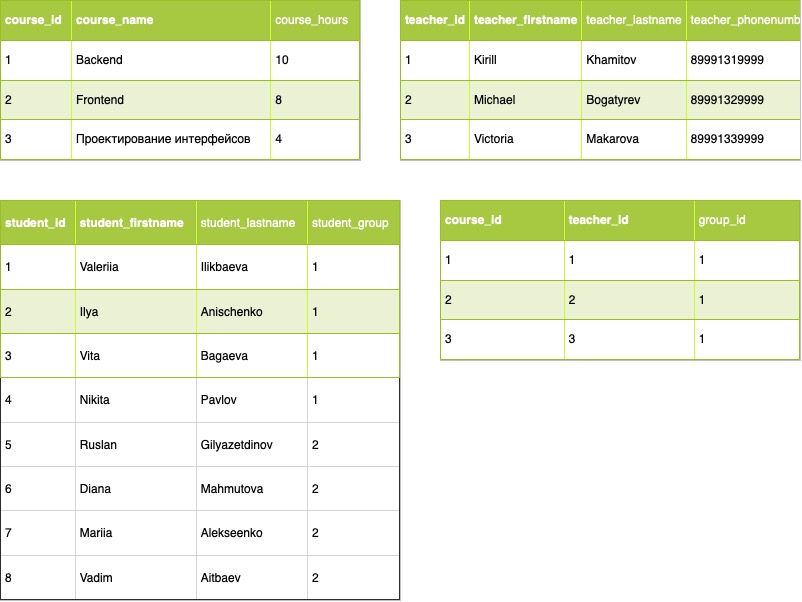 course_id course_name course_hours
1 Backend 10
2 Frontend 8
3 Проектирование интерфейсов 4
teacher_id teacher_firstname teacher_lastname teacher_phonenumb
1 Kirill Khamitov 89991319999
2 Michael Bogatyrev 89991329999
3 Victoria Makarova 89991339999
student_id student_firstname student_lastname student_group
1 Valeriia Ilikbaeva 1
2 Ilya Anischenko 1
3 Vita Bagaeva 1
4 Nikita Pavlov 1
5 Ruslan Gilyazetdinov 2
6 Diana Mahmutova 2
7 Mariia Alekseenko 2
8 Vadim Aitbaev 2
course_id teacher_id group_id
1 1 1
2 2 1
3 3 1